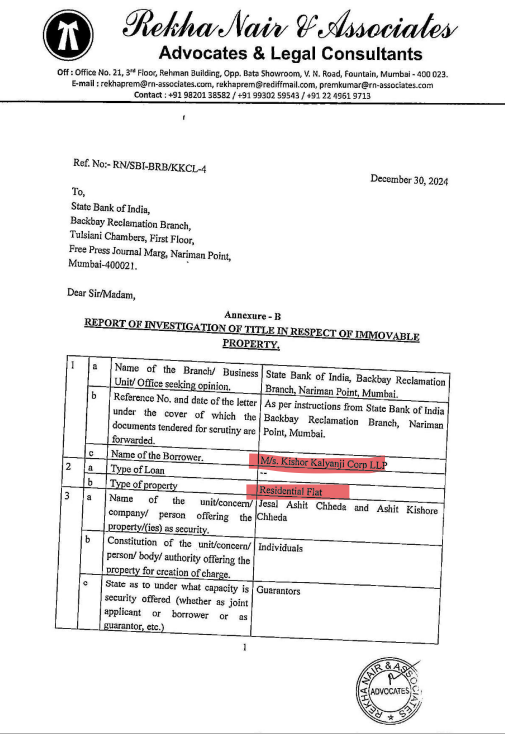 Rekha Nair & Associates
Advocates & Legal Consultants
Off : Office No. 21, 3rd Floor, Rehman Building, Opp. Bata Showroom, V. N. Road, Fountain, Mumbai - 400 023.
E-mail : rekhaprem@rn-associates.com, rekhaprem@rediffmail.com, premkumar@rn-associates.com
Contact : +91 98201 38582 / +91 99302 59543 / +91 22 4961 9713
Ref. No:- RN/SBI-BRB/KKCL-4
December 30, 2024
To,
State Bank of India,
Backbay Reclamation Branch,
Tulsiani Chambers, First Floor,
Free Press Journal Marg, Nariman Point,
Mumbai-400021.
Dear Sir/Madam,
Annexure - B
REPORT OF INVESTIGATION OF TITLE IN RESPECT OF IMMOVABLE
PROPERTY.
1 a Name of the Branch/ Business State Bank of India, Backbay Reclamation
Unit/ Office seeking opinion. Branch, Nariman Point, Mumbai.
b Reference No. and date of the letter As per instructions from State Bank of India
under the cover of which the Backbay Reclamation Branch, Nariman
documents tendered for scrutiny are Point, Mumbai.
forwarded.
c Name of the Borrower. M/s. Kishor Kalyanji Corp LLP
2 a Type of Loan --
b Type of property Residential Flat
3 a Name of the unit/concern/ Jesal Ashit Chheda and Ashit Kishore
company/ person offering the Chheda
property/(ies) as security.
b Constitution of the unit/concern/ Individuals
person/ body/ authority offering the
property for creation of charge.
c State as to under what capacity is Guarantors
security offered (whether as joint
applicant or borrower or as
guarantor, etc.)
1
REKHA NAIR & ASSOCIATES
ADVOCATES